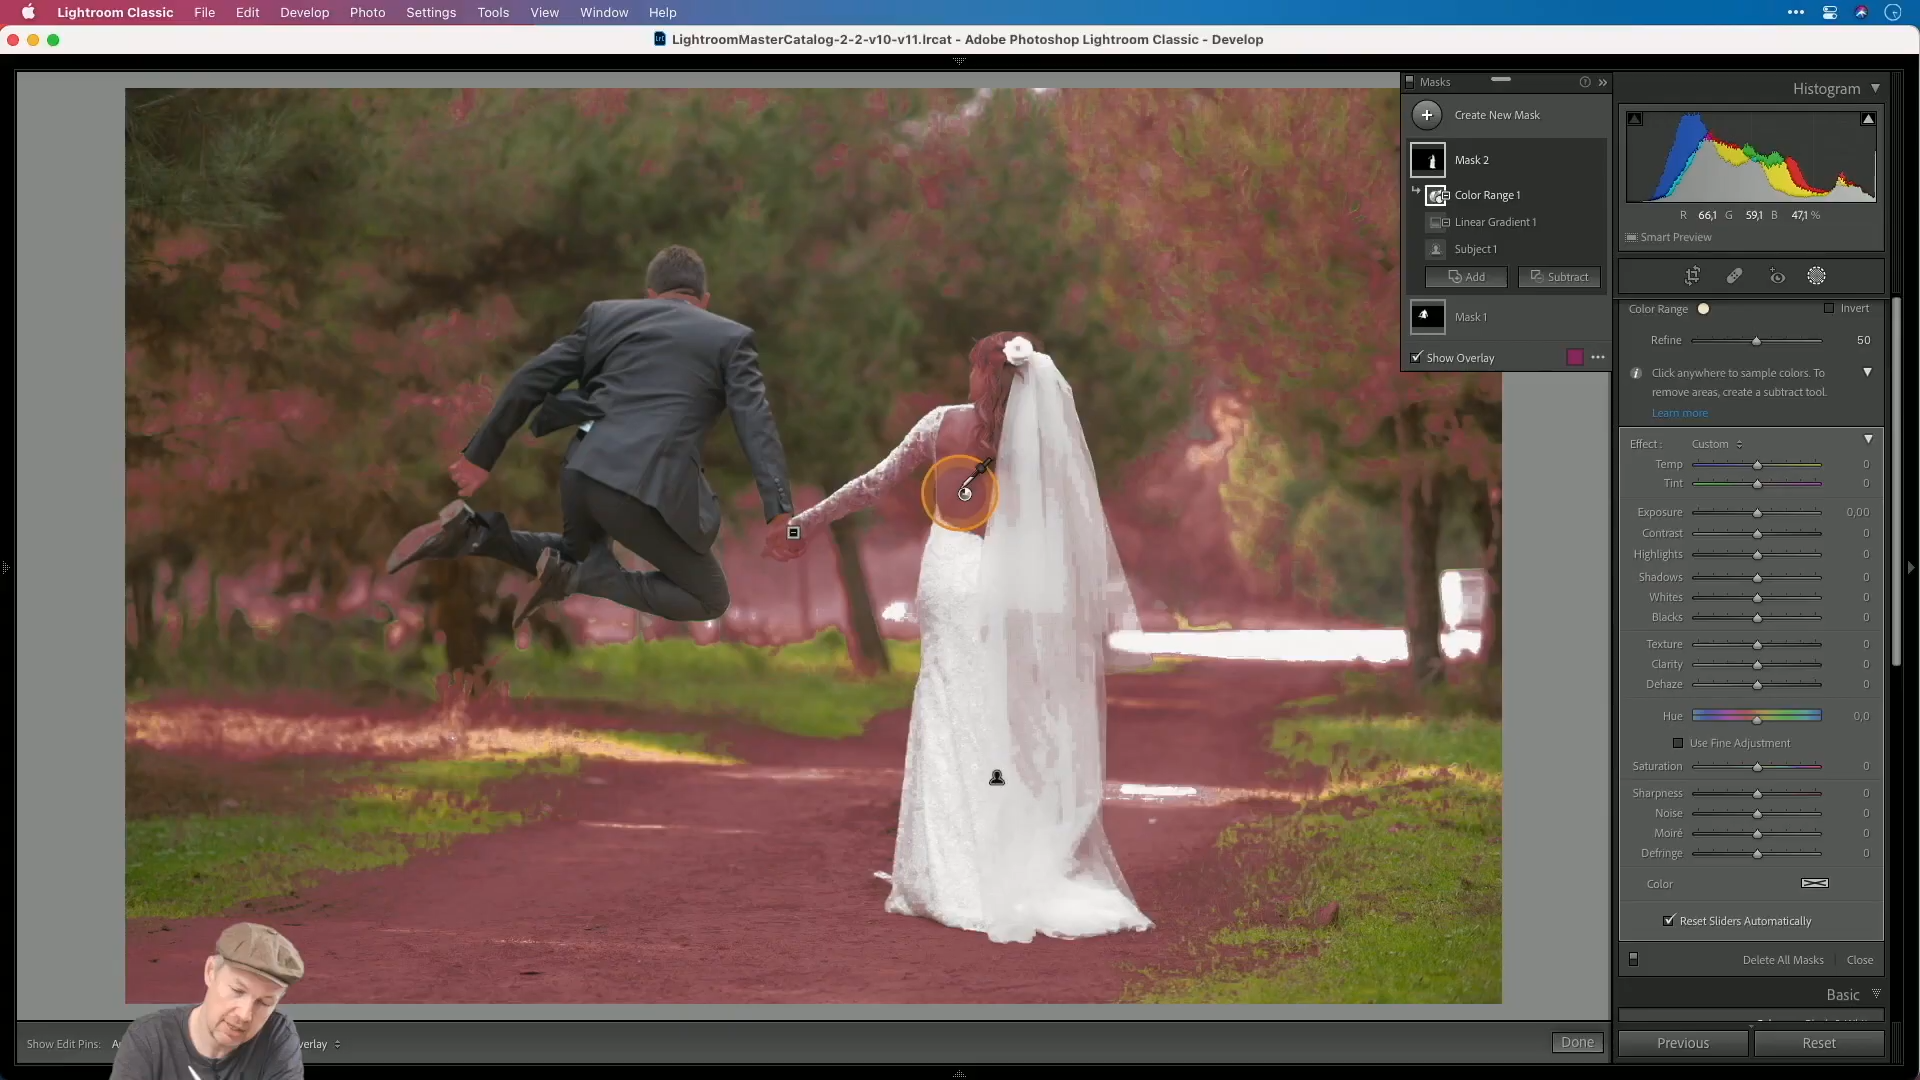 Lightroom Classic File Edit Develop Photo Settings Tools View Window Help
LightroomMasterCatalog-2-2-v10-v11.lrcat - Adobe Photoshop Lightroom Classic - Develop
Masks
Create New Mask
Mask 2
Color Range 1
Linear Gradient 1
Subject 1
Add Subtract
Mask 1
Show Overlay
Histogram
R 66,1 G 59,1 B 47,1 %
Smart Preview
Color Range Invert
Refine 50
Click anywhere to sample colors. To
remove areas, create a subtract tool.
Learn more
Effect : Custom
Temp 0
Tint 0
Exposure 0,00
Contrast 0
Highlights 0
Shadows 0
Whites 0
Blacks 0
Texture 0
Clarity 0
Dehaze 0
Hue 0,0
Use Fine Adjustment
Saturation 0
Sharpness 0
Noise 0
Moiré 0
Defringe 0
Color
Reset Sliders Automatically
Delete All Masks Close
Basic
Show Edit Pins: Done
Previous Reset